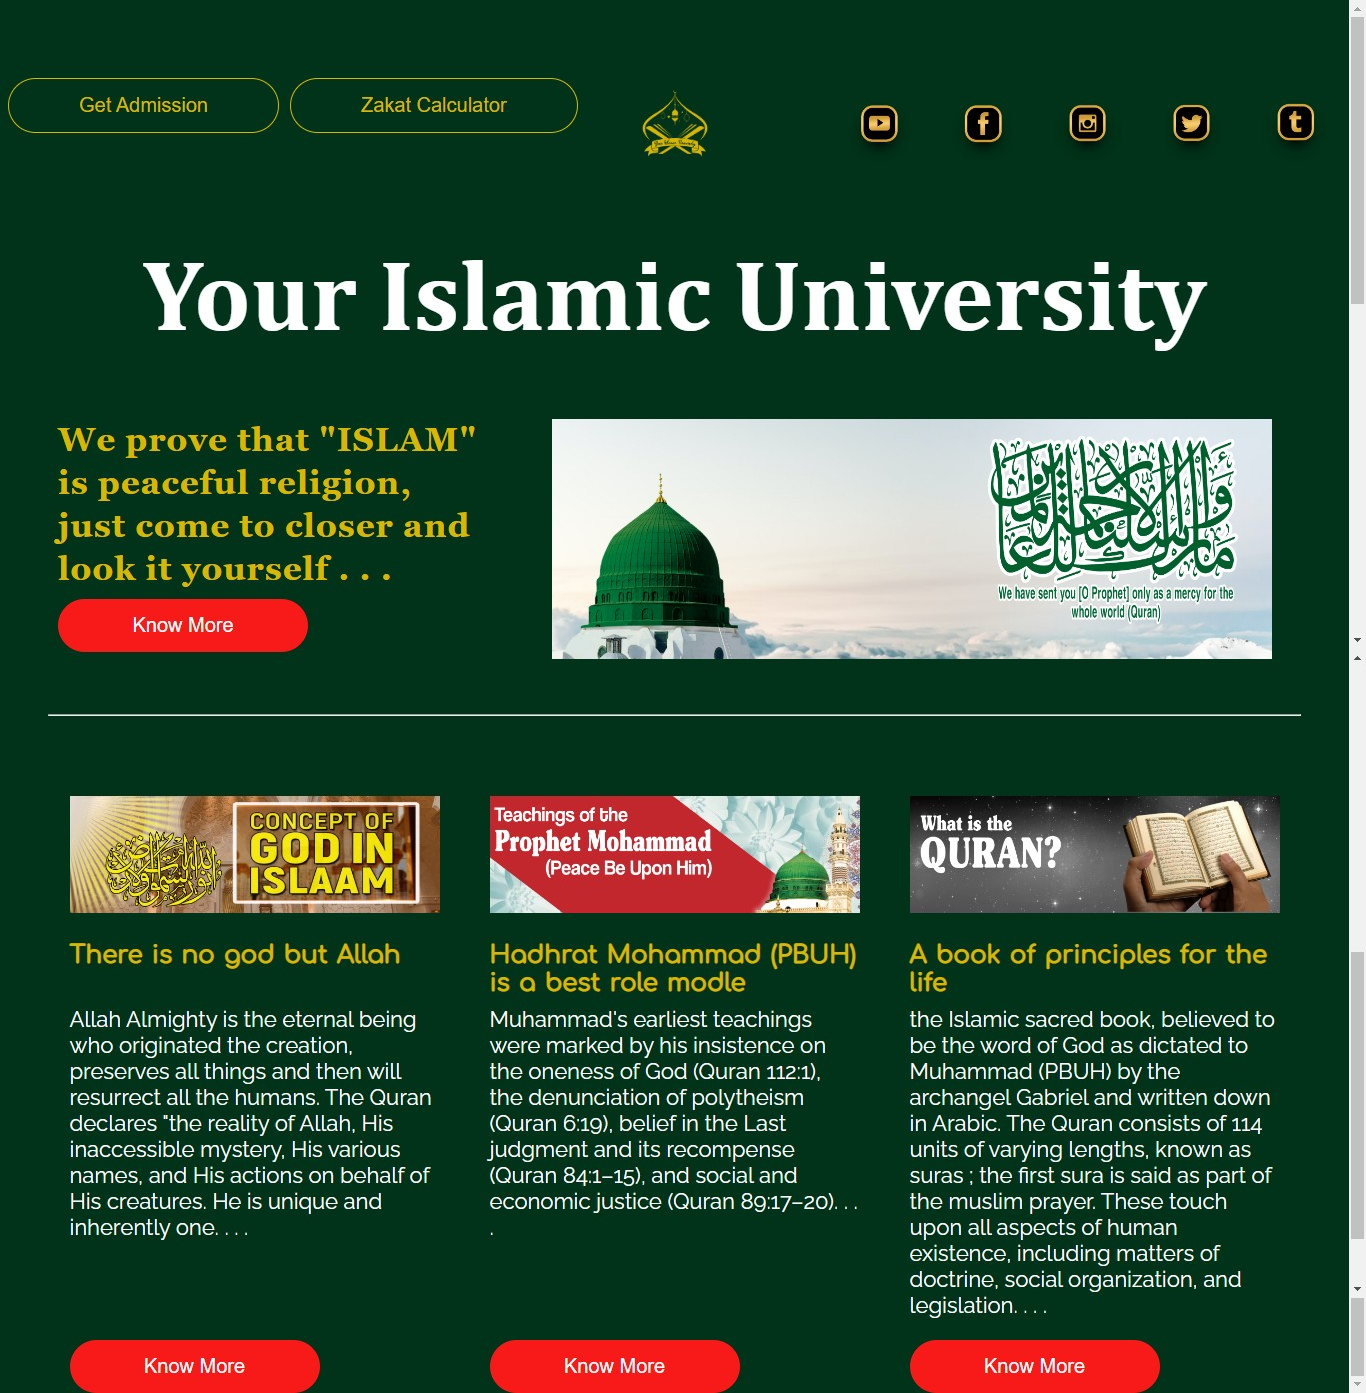 Get Admission
Zakat Calculator
Your Islamic University
We prove that "ISLAM"
is peaceful religion,
just come to closer and
look it yourself . . .
Know More
وَمَا أَرْسَلْنَاكَ إِلَّا رَحْمَةً لِّلْعَالَمِينَ
We have sent you [O Prophet] only as a mercy for the
whole world (Quran)
CONCEPT OF
GOD IN
ISLAAM
There is no god but Allah
Allah Almighty is the eternal being
who originated the creation,
preserves all things and then will
resurrect all the humans. The Quran
declares "the reality of Allah, His
inaccessible mystery, His various
names, and His actions on behalf of
His creatures. He is unique and
inherently one. . . .
Know More
Teachings of the
Prophet Mohammad
(Peace Be Upon Him)
Hadhrat Mohammad (PBUH)
is a best role modle
Muhammad's earliest teachings
were marked by his insistence on
the oneness of God (Quran 112:1),
the denunciation of polytheism
(Quran 6:19), belief in the Last
judgment and its recompense
(Quran 84:1–15), and social and
economic justice (Quran 89:17–20). . .
.
Know More
What is the
QURAN?
A book of principles for the
life
the Islamic sacred book, believed to
be the word of God as dictated to
Muhammad (PBUH) by the
archangel Gabriel and written down
in Arabic. The Quran consists of 114
units of varying lengths, known as
suras ; the first sura is said as part of
the muslim prayer. These touch
upon all aspects of human
existence, including matters of
doctrine, social organization, and
legislation. . . .
Know More